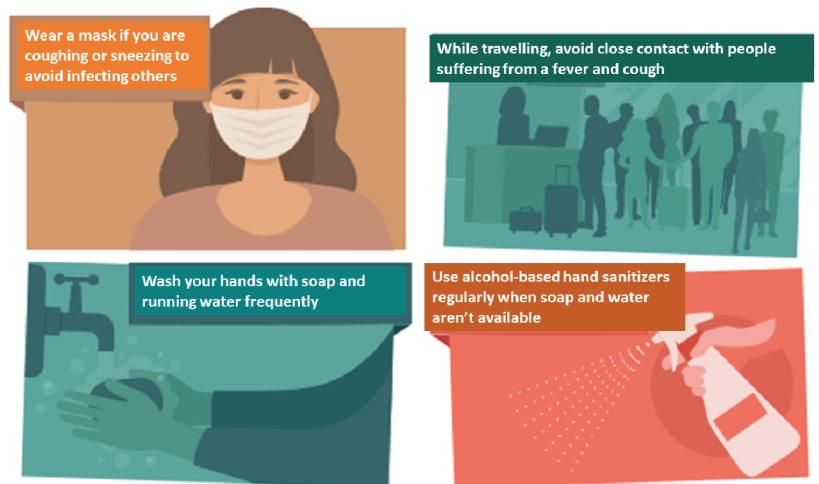 Wear a mask if you are
coughing or sneezing to
avoid infecting others
While travelling, avoid close contact with people
suffering from a fever and cough
Wash your hands with soap and
running water frequently
Use alcohol-based hand sanitizers
regularly when soap and water
aren’t available